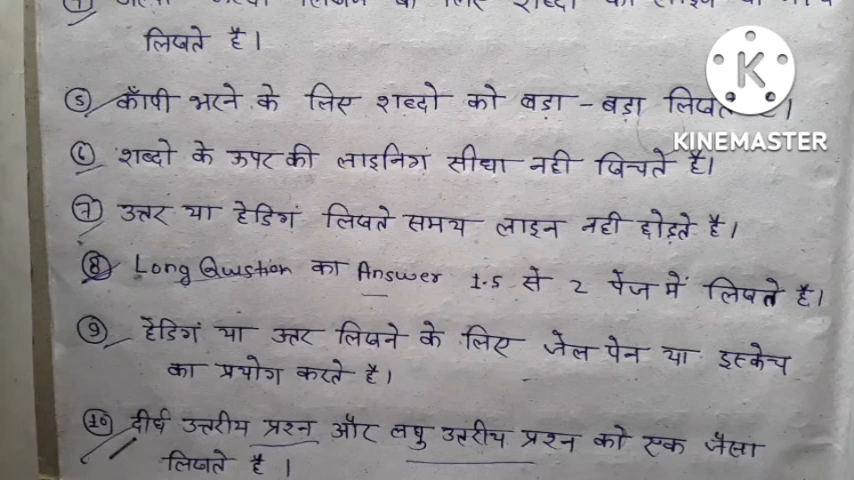 लिखते है।
⑤ काँपी भरने के लिए शब्दो को बड़ा - बड़ा लिखते
KINEMASTER
⑥ शब्दो के ऊपर की लाइनिगं सीधा नही खिचते है।
⑦ उत्तर या हेडिगं लिखते समय लाइन नही छोड़ते है।
⑧ Long Qustion का Answer 1.5 से 2 पेज में लिखते है।
⑨ हेडिगं या उत्तर लिखने के लिए जेल पेन या इस्केच
का प्रयोग करते है।
⑩ दीर्घ उत्तरीय प्रश्न और लघु उत्तरीय प्रश्न को एक जैसा
लिखते है।